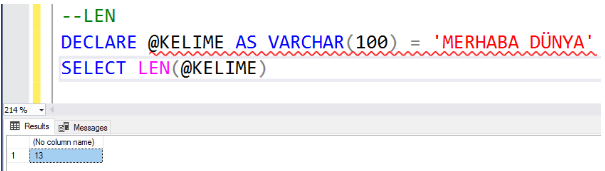 --LEN
DECLARE @KELIME AS VARCHAR(100) = 'MERHABA DÜNYA'
SELECT LEN(@KELIME)
214 %
Results Messages
(No column name)
1 13